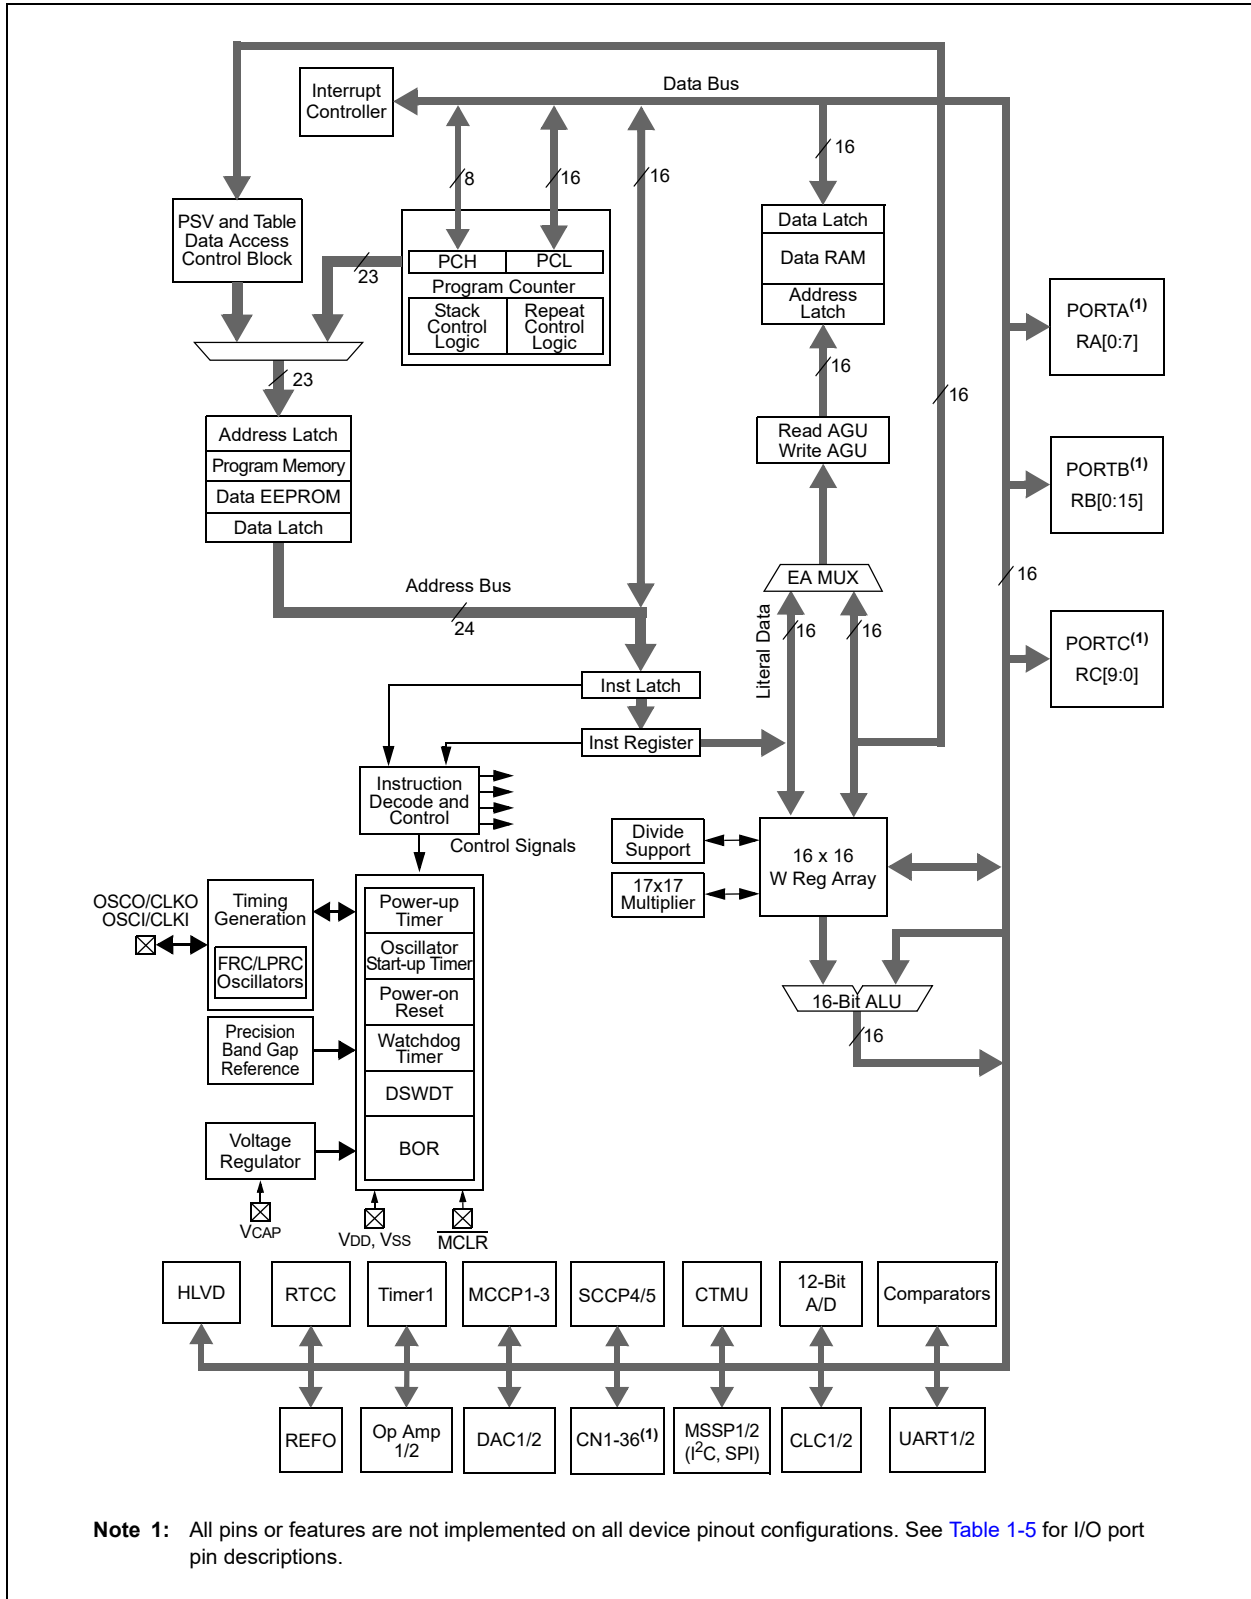 Data Bus
Interrupt
Controller
16
8
16
16
PSV and Table
Data Access
Control Block
23
PCH
PCL
Program Counter
Stack
Control
Logic
Repeat
Control
Logic
Data Latch
Data RAM
Address
Latch
PORTA(1)
RA[0:7]
23
16
16
Address Latch
Program Memory
Data EEPROM
Data Latch
Read AGU
Write AGU
PORTB(1)
RB[0:15]
Address Bus
24
EA MUX
16
Literal Data
16
16
PORTC(1)
RC[9:0]
Inst Latch
Inst Register
Instruction
Decode and
Control
Control Signals
Divide
Support
17x17
Multiplier
16 x 16
W Reg Array
OSCO/CLKO
OSCI/CLKI
Timing
Generation
FRC/LPRC
Oscillators
Power-up
Timer
Oscillator
Start-up Timer
Power-on
Reset
Watchdog
Timer
DSWDT
BOR
16-Bit ALU
16
Precision
Band Gap
Reference
Voltage
Regulator
VCAP
VDD, VSS
MCLR
HLVD
RTCC
Timer1
MCCP1-3
SCCP4/5
CTMU
12-Bit
A/D
Comparators
REFO
Op Amp
1/2
DAC1/2
CN1-36(1)
MSSP1/2
(I2C, SPI)
CLC1/2
UART1/2
Note 1: All pins or features are not implemented on all device pinout configurations. See Table 1-5 for I/O port
pin descriptions.